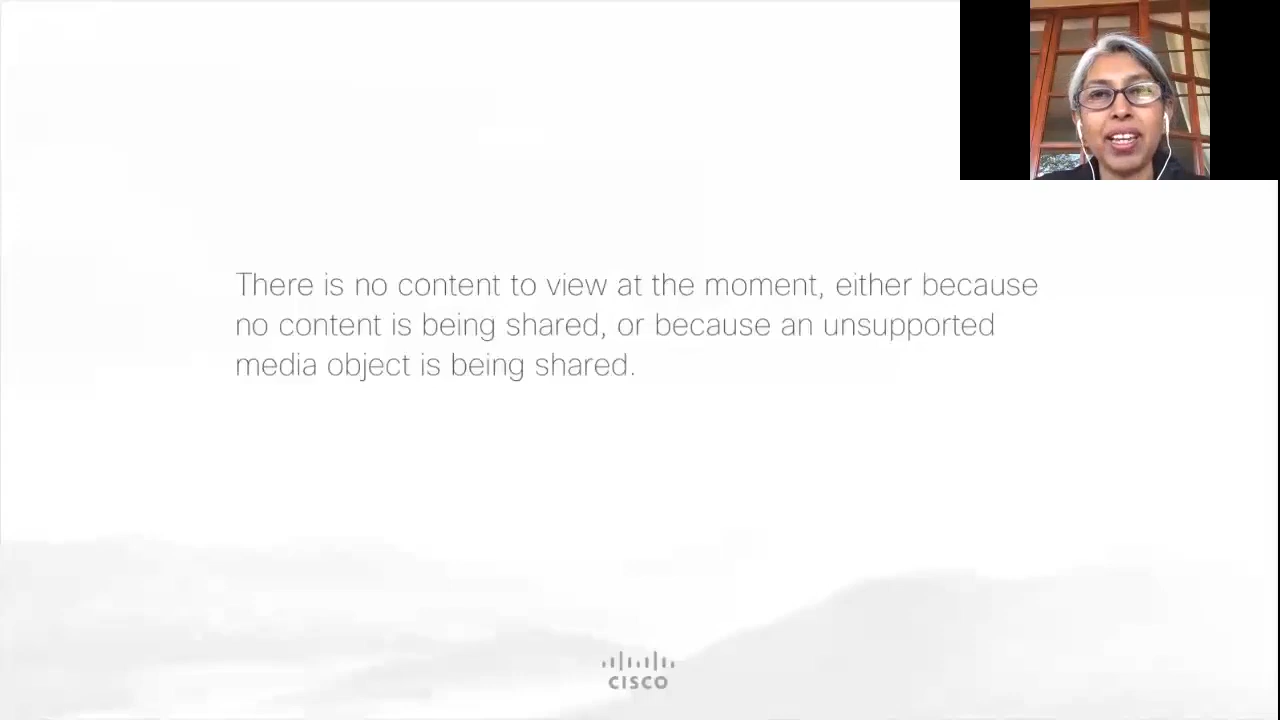 There is no content to view at the moment, either because
no content is being shared, or because an unsupported
media object is being shared.
CISCO